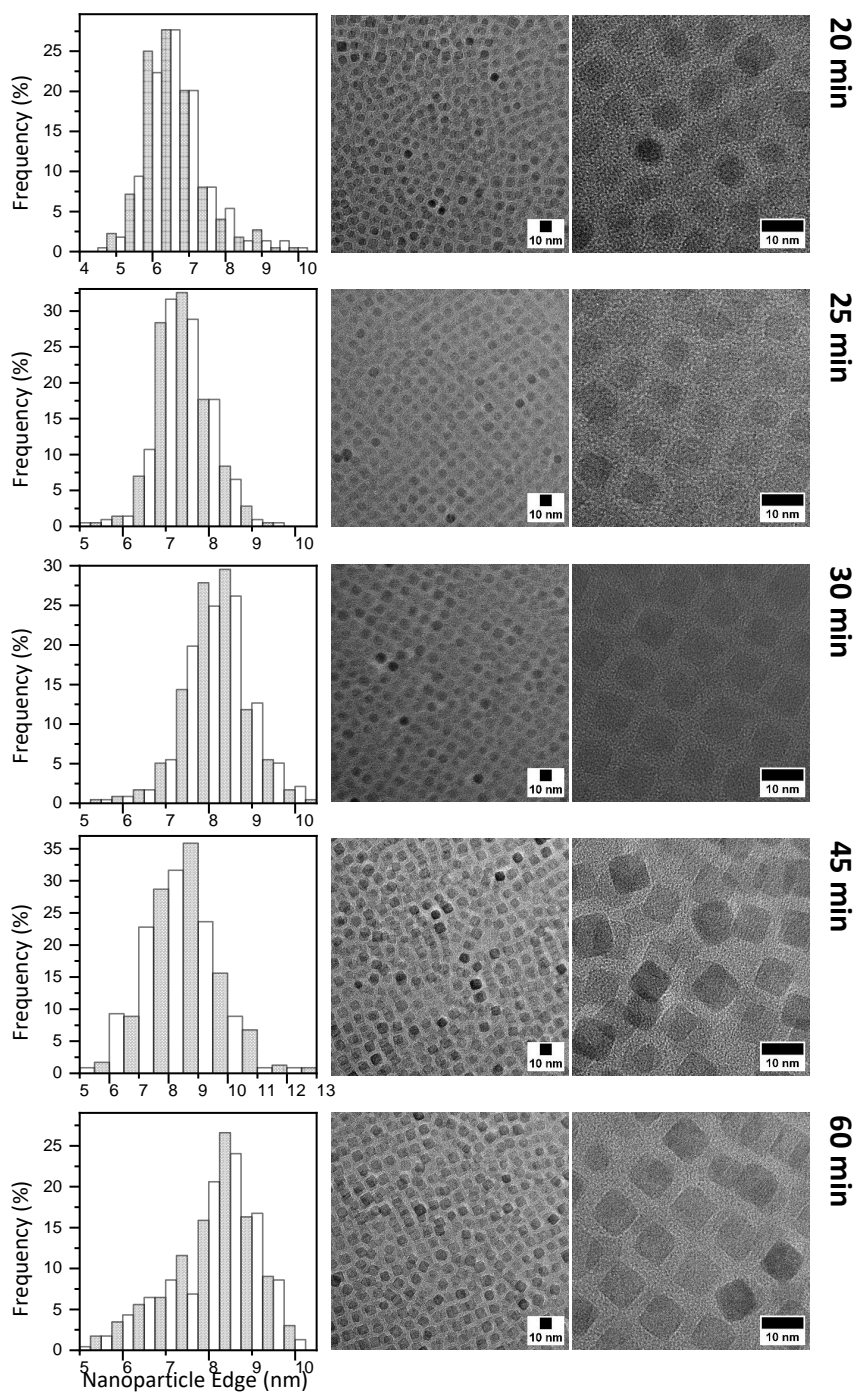 Frequency (%)
25
20
15
10
5
0
4 5 6 7 8 9 10
10 nm
10 nm
20 min
Frequency (%)
30
25
20
15
10
5
0
5 6 7 8 9 10
10 nm
10 nm
25 min
Frequency (%)
30
25
20
15
10
5
0
5 6 7 8 9 10
10 nm
10 nm
30 min
Frequency (%)
35
30
25
20
15
10
5
0
5 6 7 8 9 10 11 12 13
10 nm
10 nm
45 min
Frequency (%)
25
20
15
10
5
0
5 6 7 8 9 10
Nanoparticle Edge (nm)
10 nm
10 nm
60 min